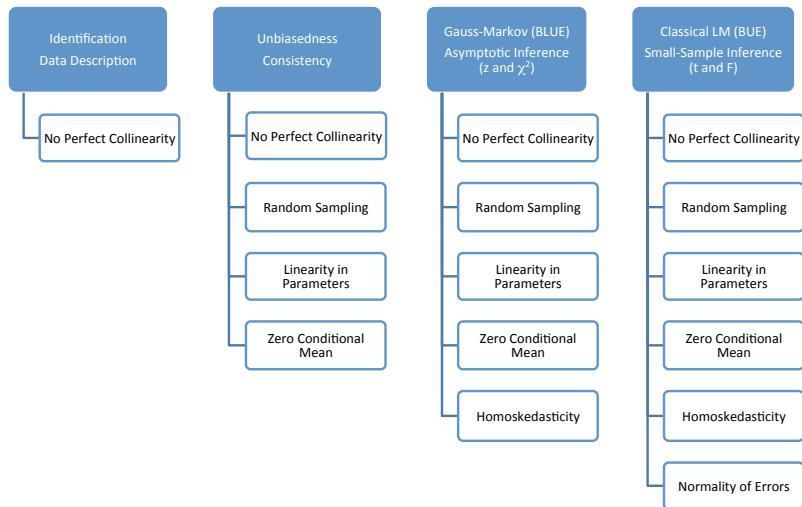 Identification
Data Description
No Perfect Collinearity
Unbiasedness
Consistency
No Perfect Collinearity
Random Sampling
Linearity in
Parameters
Zero Conditional
Mean
Gauss-Markov (BLUE)
Asymptotic Inference
(z and χ²)
No Perfect Collinearity
Random Sampling
Linearity in
Parameters
Zero Conditional
Mean
Homoskedasticity
Classical LM (BUE)
Small-Sample Inference
(t and F)
No Perfect Collinearity
Random Sampling
Linearity in
Parameters
Zero Conditional
Mean
Homoskedasticity
Normality of Errors